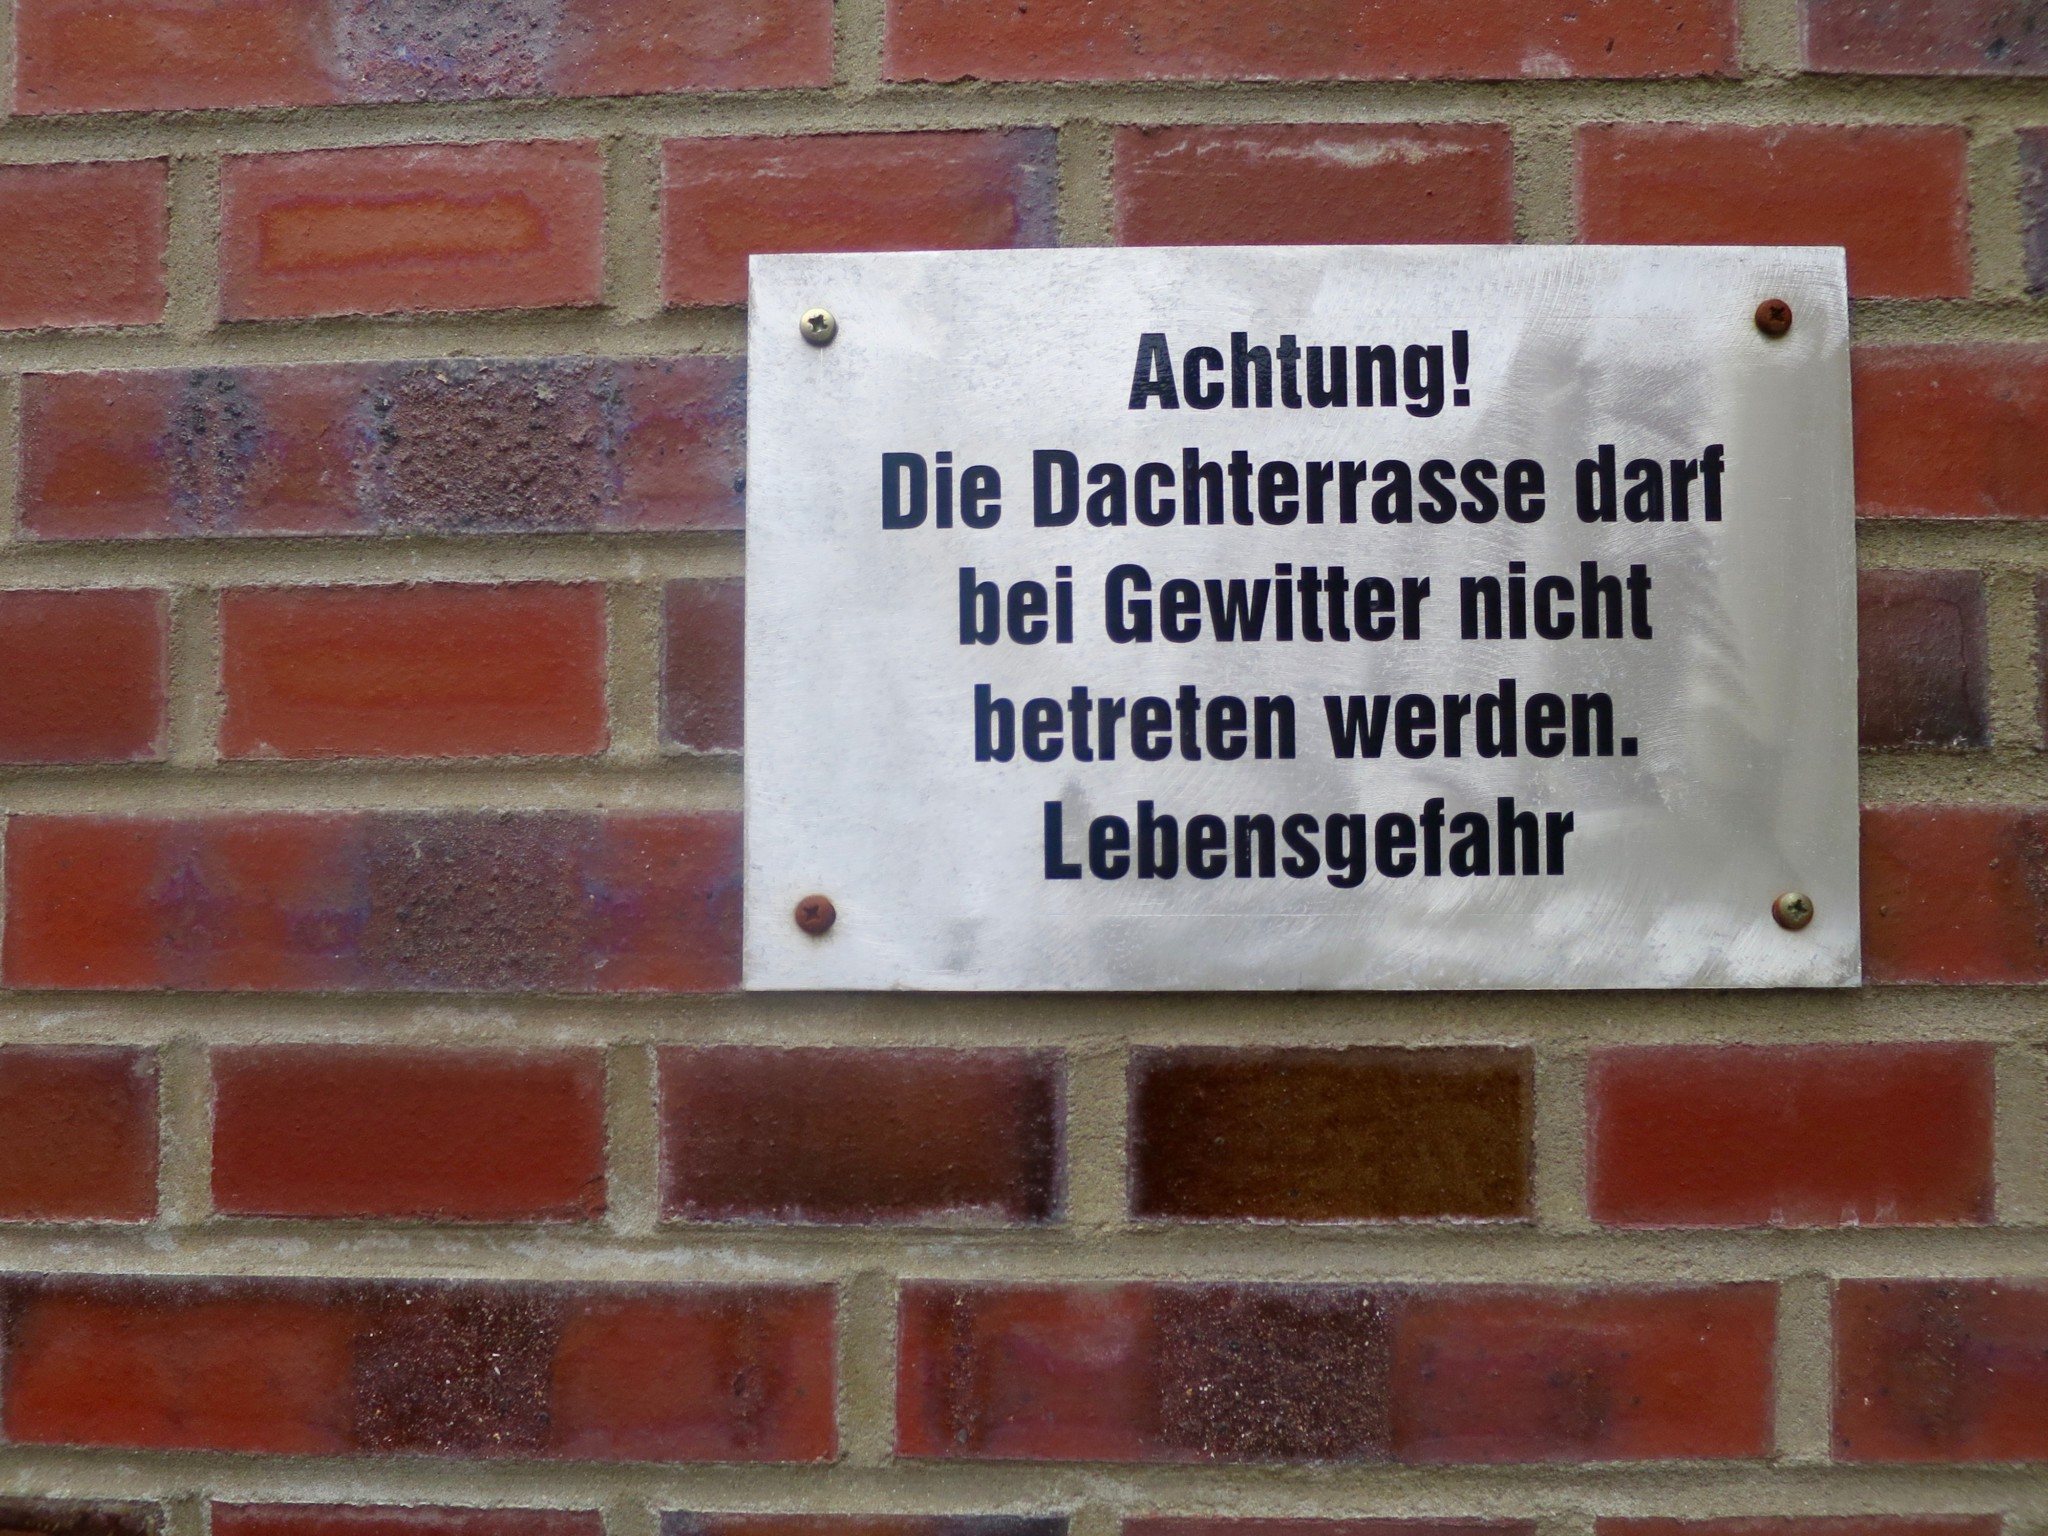 Achtung!
Die Dachterrasse darf
bei Gewitter nicht
betreten werden.
Lebensgefahr